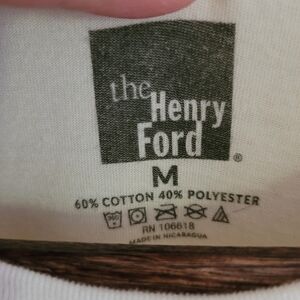 the
Henry
Ford
®
M
60% COTTON 40% POLYESTER
RN 106618
MADE IN NICARAGUA